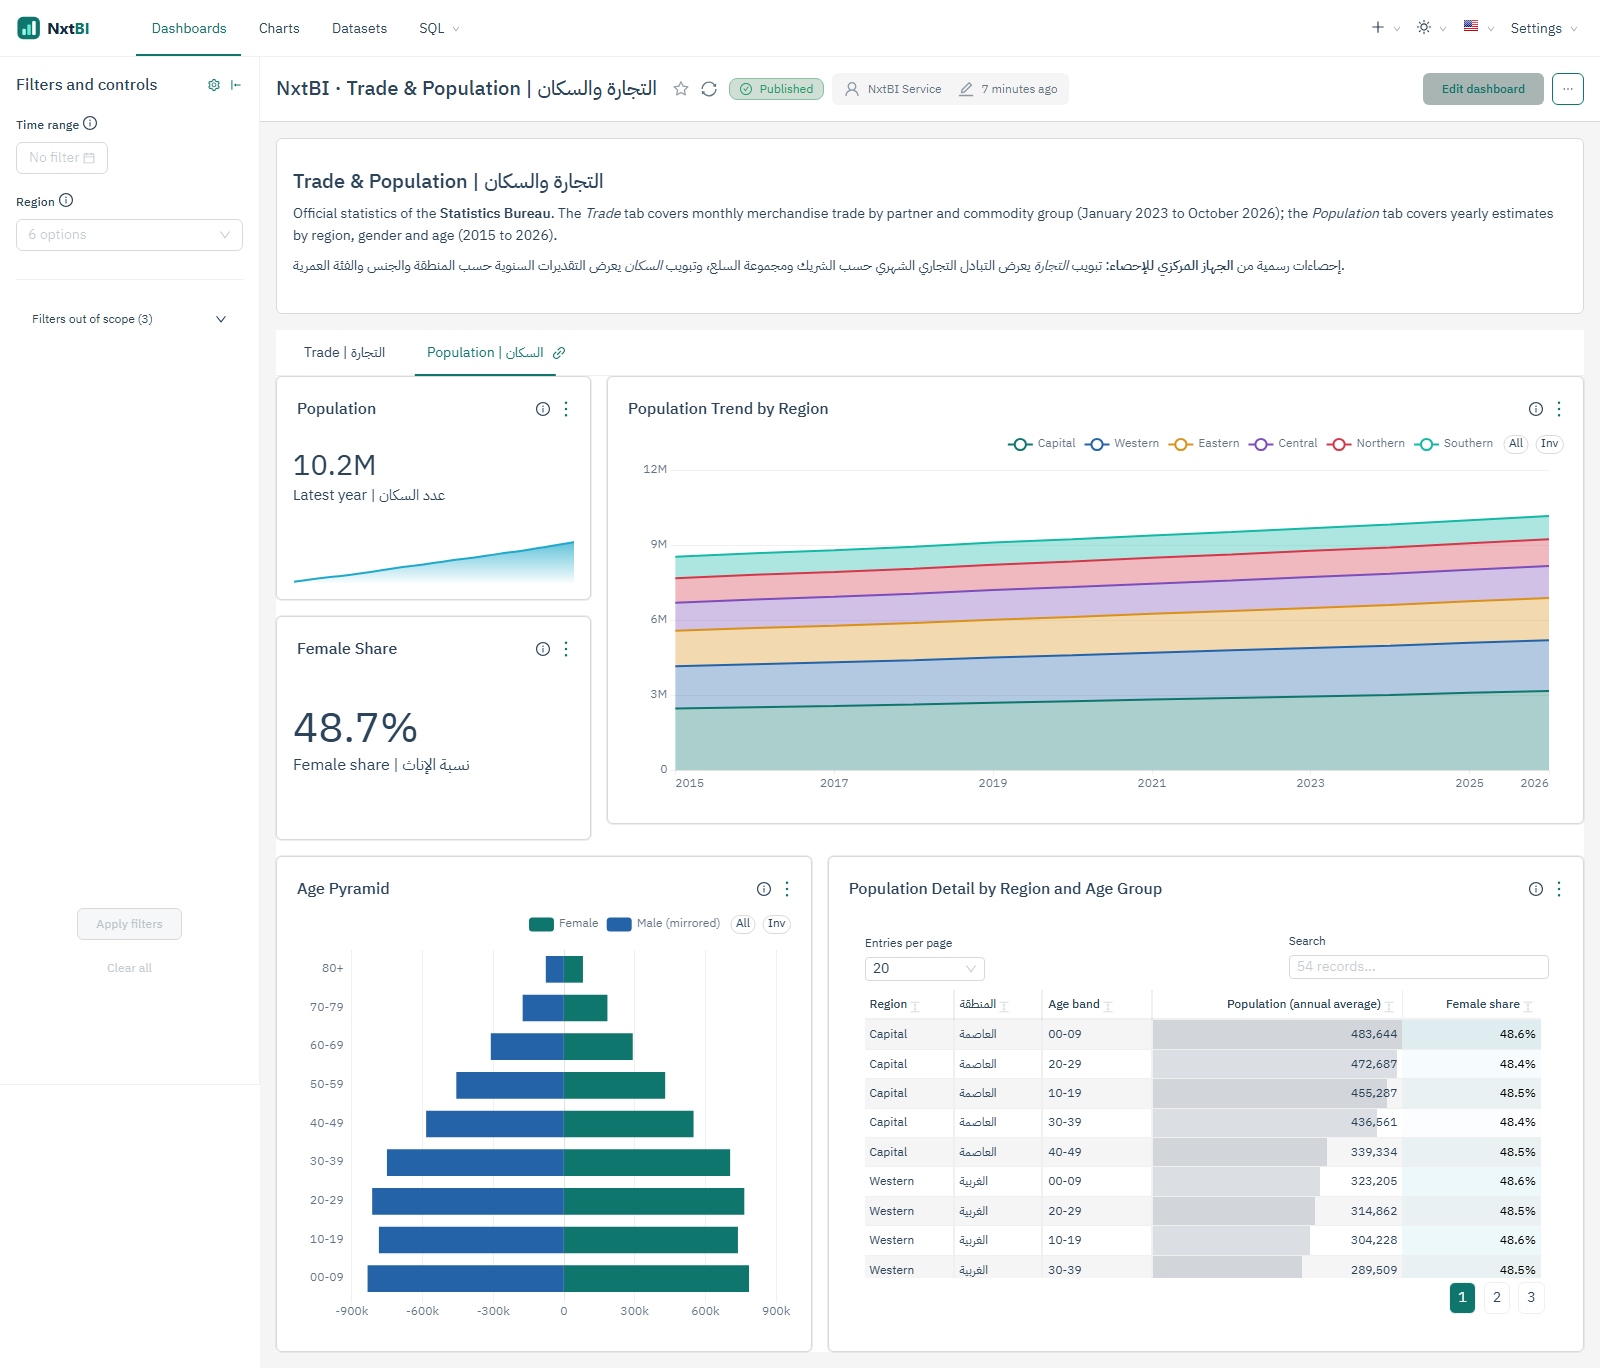 NxtBI
Dashboards
Charts
Datasets
SQL
Settings
Filters and controls
Time range
No filter
Region
6 options
Filters out of scope (3)
Apply filters
Clear all
NxtBI · Trade & Population | التجارة والسكان
Published
NxtBI Service
7 minutes ago
Edit dashboard
Trade & Population | التجارة والسكان
Official statistics of the Statistics Bureau. The Trade tab covers monthly merchandise trade by partner and commodity group (January 2023 to October 2026); the Population tab covers yearly estimates
by region, gender and age (2015 to 2026).
إحصاءات رسمية من الجهاز المركزي للإحصاء: تبويب التجارة يعرض التبادل التجاري الشهري حسب الشريك ومجموعة السلع، وتبويب السكان يعرض التقديرات السنوية حسب المنطقة والجنس والفئة العمرية.
Trade | التجارة
Population | السكان
Population
10.2M
Latest year | عدد السكان
Female Share
48.7%
Female share | نسبة الإناث
Population Trend by Region
Capital Western Eastern Central Northern Southern All Inv
12M
9M
6M
3M
0
2015 2017 2019 2021 2023 2025 2026
Age Pyramid
Female Male (mirrored) All Inv
80+
70-79
60-69
50-59
40-49
30-39
20-29
10-19
00-09
-900k -600k -300k 0 300k 600k 900k
Population Detail by Region and Age Group
Entries per page
20
Search
54 records...
Region المنطقة Age band Population (annual average) Female share
Capital العاصمة 00-09 483,644 48.6%
Capital العاصمة 20-29 472,687 48.4%
Capital العاصمة 10-19 455,287 48.5%
Capital العاصمة 30-39 436,561 48.4%
Capital العاصمة 40-49 339,334 48.5%
Western الغربية 00-09 323,205 48.6%
Western الغربية 20-29 314,862 48.5%
Western الغربية 10-19 304,228 48.6%
Western الغربية 30-39 289,509 48.5%
1 2 3